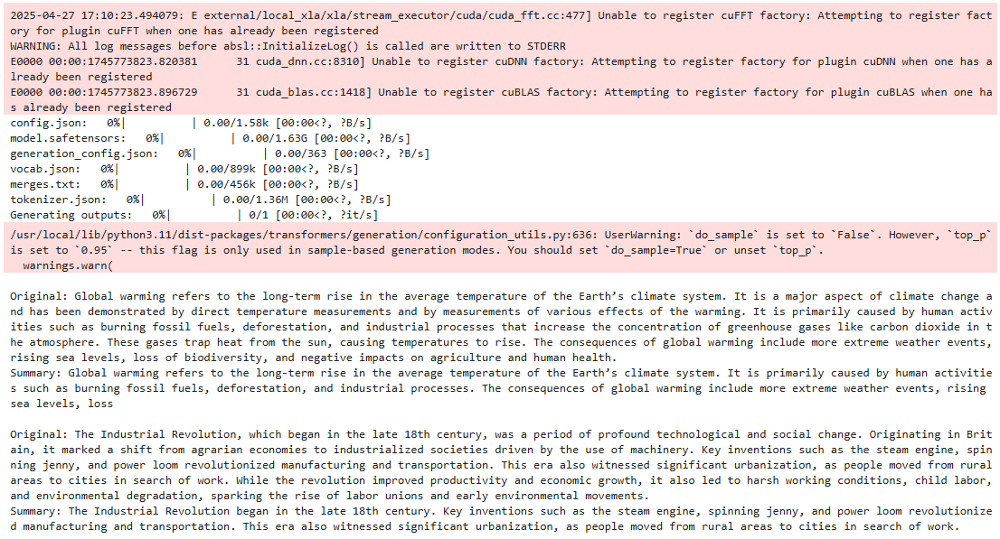 2025-04-27 17:10:23.494079: E external/local_xla/xla/stream_executor/cuda/cuda_fft.cc:477] Unable to register cuFFT factory: Attempting to register fact
ory for plugin cuFFT when one has already been registered
WARNING: All log messages before absl::InitializeLog() is called are written to STDERR
E0000 00:00:1745773823.820381      31 cuda_dnn.cc:8310] Unable to register cuDNN factory: Attempting to register factory for plugin cuDNN when one has a
lready been registered
E0000 00:00:1745773823.896729      31 cuda_blas.cc:1418] Unable to register cuBLAS factory: Attempting to register factory for plugin cuBLAS when one ha
s already been registered
config.json:   0%|          | 0.00/1.58k [00:00<?, ?B/s]
model.safetensors:   0%|          | 0.00/1.63G [00:00<?, ?B/s]
generation_config.json:   0%|          | 0.00/363 [00:00<?, ?B/s]
vocab.json:   0%|          | 0.00/899k [00:00<?, ?B/s]
merges.txt:   0%|          | 0.00/456k [00:00<?, ?B/s]
tokenizer.json:   0%|          | 0.00/1.36M [00:00<?, ?B/s]
Generating outputs:   0%|          | 0/1 [00:00<?, ?it/s]
/usr/local/lib/python3.11/dist-packages/transformers/generation/configuration_utils.py:636: UserWarning: `do_sample` is set to `False`. However, `top_p`
is set to `0.95` -- this flag is only used in sample-based generation modes. You should set `do_sample=True` or unset `top_p`.
  warnings.warn(
Original: Global warming refers to the long-term rise in the average temperature of the Earth’s climate system. It is a major aspect of climate change a
nd has been demonstrated by direct temperature measurements and by measurements of various effects of the warming. It is primarily caused by human activ
ities such as burning fossil fuels, deforestation, and industrial processes that increase the concentration of greenhouse gases like carbon dioxide in t
he atmosphere. These gases trap heat from the sun, causing temperatures to rise. The consequences of global warming include more extreme weather events,
rising sea levels, loss of biodiversity, and negative impacts on agriculture and human health.
Summary: Global warming refers to the long-term rise in the average temperature of the Earth’s climate system. It is primarily caused by human activitie
s such as burning fossil fuels, deforestation, and industrial processes. The consequences of global warming include more extreme weather events, rising
sea levels, loss
Original: The Industrial Revolution, which began in the late 18th century, was a period of profound technological and social change. Originating in Brit
ain, it marked a shift from agrarian economies to industrialized societies driven by the use of machinery. Key inventions such as the steam engine, spin
ning jenny, and power loom revolutionized manufacturing and transportation. This era also witnessed significant urbanization, as people moved from rural
areas to cities in search of work. While the revolution improved productivity and economic growth, it also led to harsh working conditions, child labor,
and environmental degradation, sparking the rise of labor unions and early environmental movements.
Summary: The Industrial Revolution began in the late 18th century. Key inventions such as the steam engine, spinning jenny, and power loom revolutionize
d manufacturing and transportation. This era also witnessed significant urbanization, as people moved from rural areas to cities in search of work.